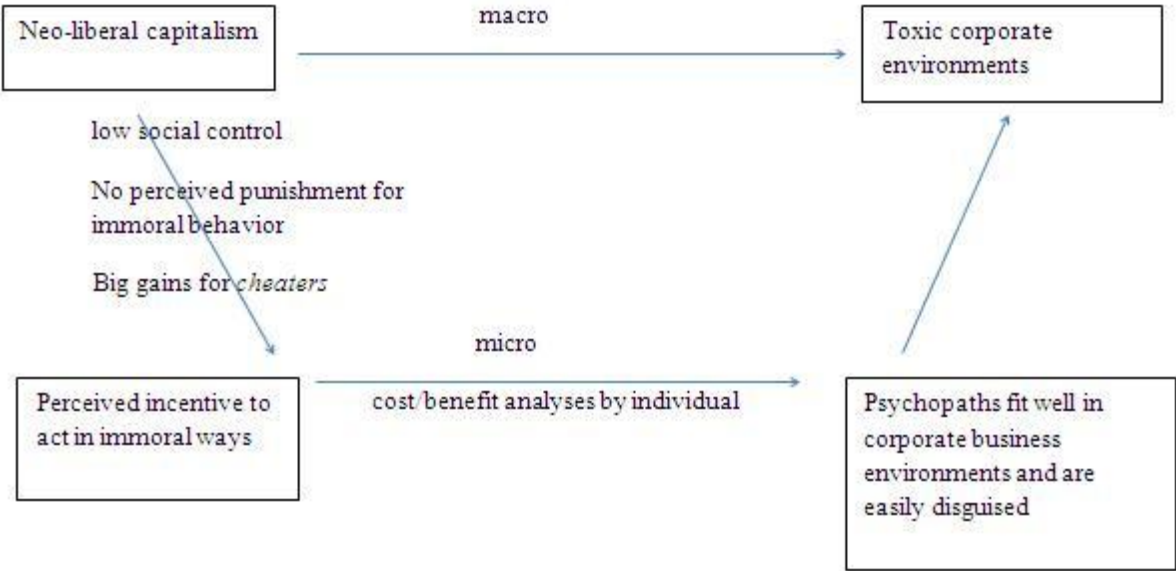 macro
Neo-liberal capitalism
Toxic corporate
environments
low social control
No perceived punishment for
immoral behavior
Big gains for cheaters
micro
cost/benefit analyses by individual
Perceived incentive to
act in immoral ways
Psychopaths fit well in
corporate business
environments and are
easily disguised